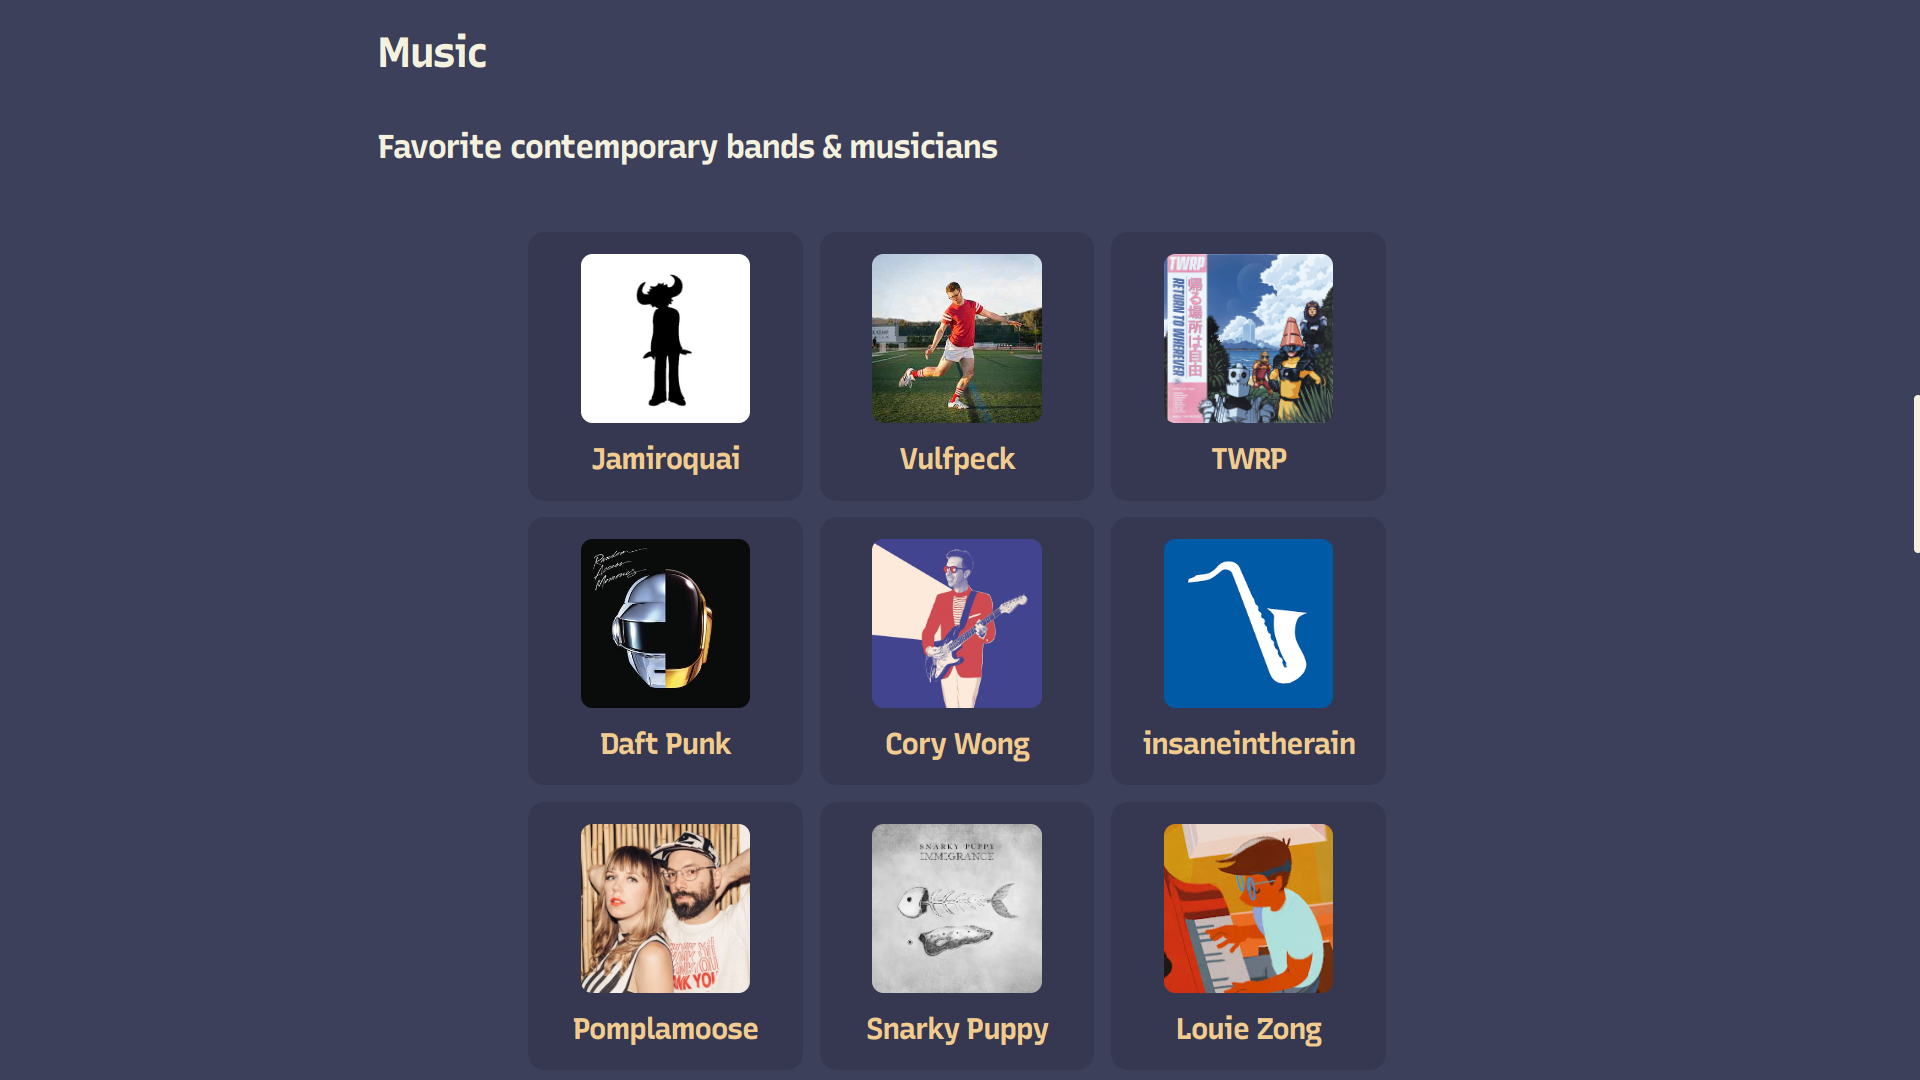 Music
Favorite contemporary bands & musicians
TWRP
RETURN TO WHEREVER
帰る場所は自由
Jamiroquai
Vulfpeck
TWRP
Random
Access
Memories
Daft Punk
Cory Wong
insaneintherain
SNARKY PUPPY
IMMIGRANCE
Pomplamoose
Snarky Puppy
Louie Zong